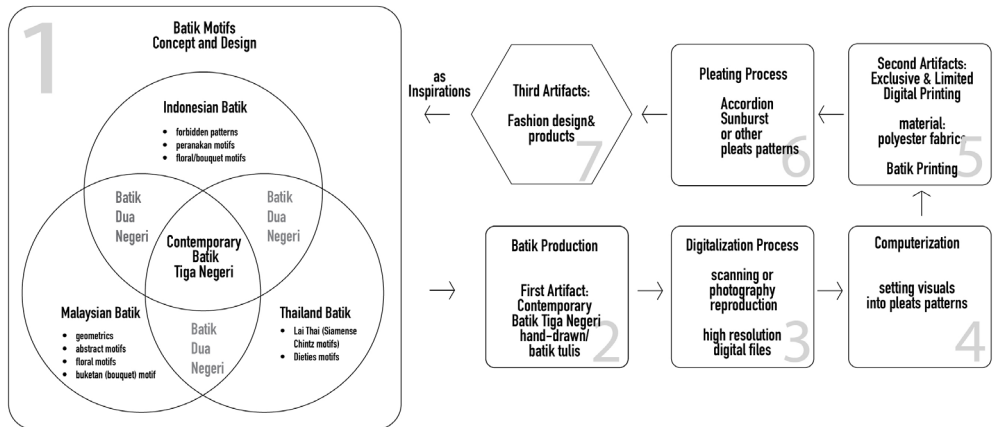 1
Batik Motifs
Concept and Design
Indonesian Batik
• forbidden patterns
• peranakan motifs
• floral/bouquet motifs
Batik
Dua
Negeri
Batik
Dua
Negeri
Contemporary
Batik
Tiga Negeri
Malaysian Batik
• geometrics
• abstract motifs
• floral motifs
• buketan (bouquet) motif
Batik
Dua
Negeri
Thailand Batik
• Lai Thai (Siamense
Chintz motifs)
• Dieties motifs
2
Batik Production
First Artifact:
Contemporary
Batik Tiga Negeri
hand-drawn/
batik tulis
3
Digitalization Process
scanning or
photography
reproduction
high resolution
digital files
4
Computerization
setting visuals
into pleats patterns
5
Second Artifacts:
Exclusive & Limited
Digital Printing
material:
polyester fabrics
Batik Printing
6
Pleating Process
Accordion
Sunburst
or other
pleats patterns
7
Third Artifacts:
Fashion design&
products
as
Inspirations